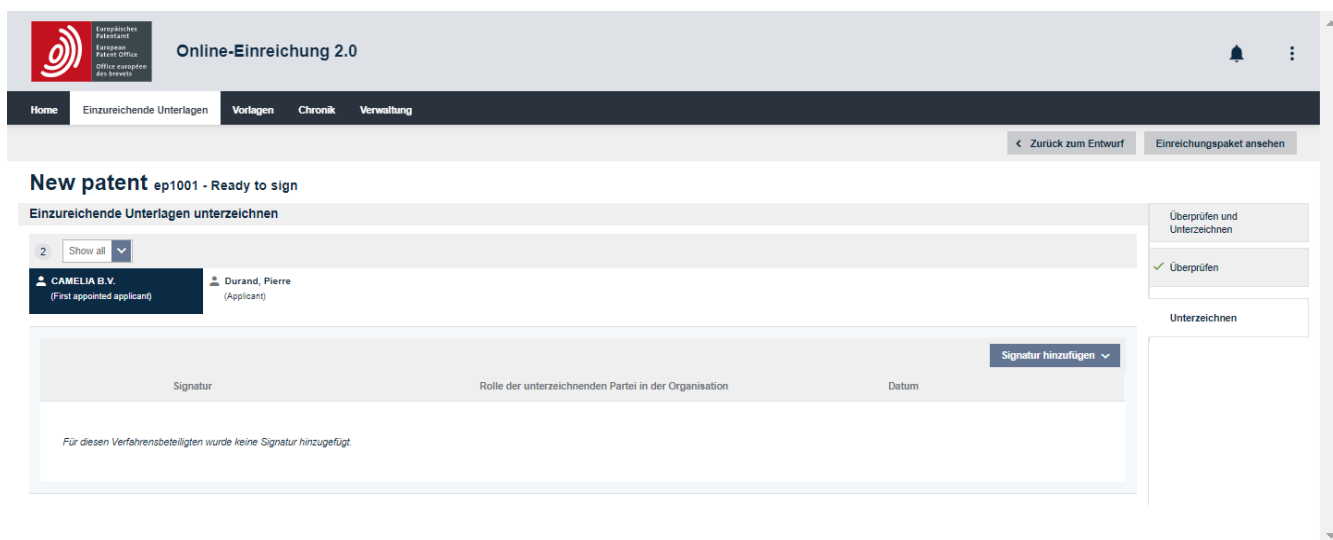 Europäisches
Patentamt
European
Patent Office
Office européen
des brevets
Online-Einreichung 2.0
Home Einzureichende Unterlagen Vorlagen Chronik Verwaltung
Zurück zum Entwurf Einreichungspaket ansehen
New patent ep1001 - Ready to sign
Einzureichende Unterlagen unterzeichnen
2 Show all
CAMELIA B.V.
(First appointed applicant)
Durand, Pierre
(Applicant)
Signatur hinzufügen
Signatur Rolle der unterzeichnenden Partei in der Organisation Datum
Für diesen Verfahrensbeteiligten wurde keine Signatur hinzugefügt.
Überprüfen und
Unterzeichnen
Überprüfen
Unterzeichnen